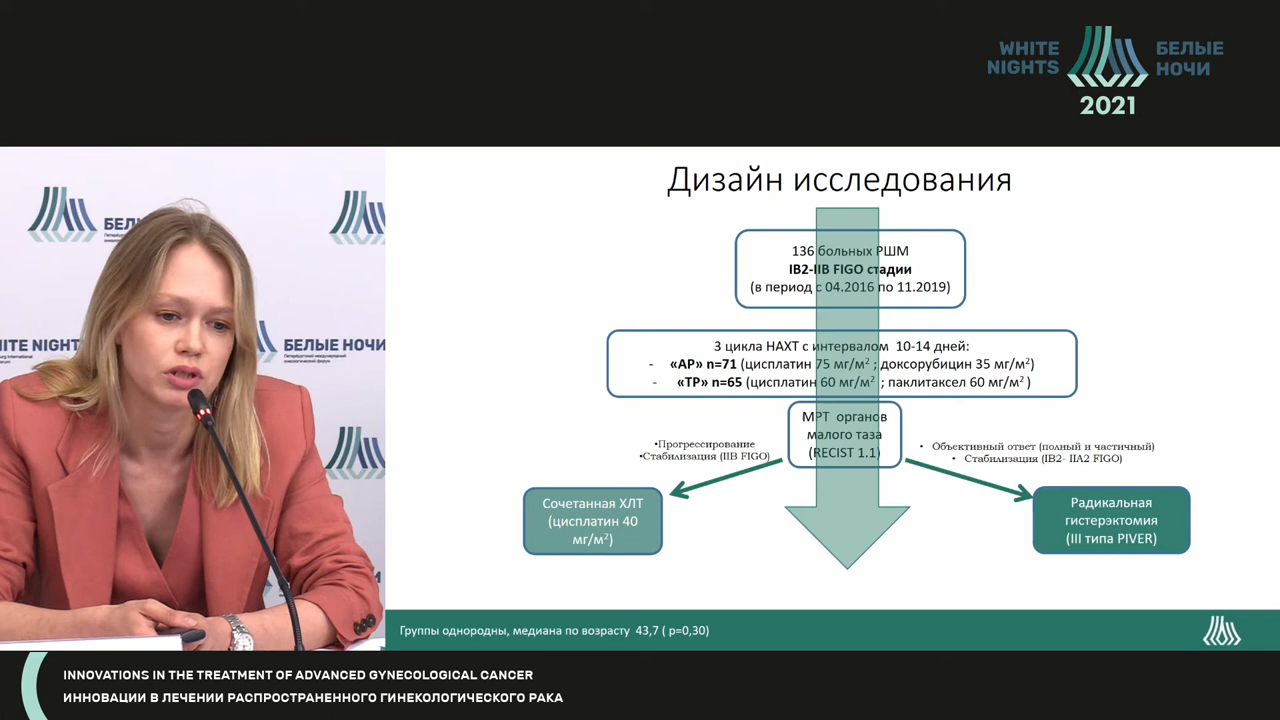 WHITE
NIGHTS
БЕЛЫЕ
НОЧИ
2021
Дизайн исследования
136 больных РШМ
IB2-IIB FIGO стадии
(в период с 04.2016 по 11.2019)
3 цикла НАХТ с интервалом 10-14 дней:
- «AP» n=71 (цисплатин 75 мг/м² ; доксорубицин 35 мг/м²)
- «TP» n=65 (цисплатин 60 мг/м² ; паклитаксел 60 мг/м² )
МРТ органов
малого таза
(RECIST 1.1)
•Прогрессирование
•Стабилизация (IIB FIGO)
• Объективный ответ (полный и частичный)
• Стабилизация (IB2- IIA2 FIGO)
Сочетанная ХЛТ
(цисплатин 40
мг/м²)
Радикальная
гистерэктомия
(III типа PIVER)
Группы однородны, медиана по возрасту 43,7 ( p=0,30)
БЕЛЫЕ НОЧИ
INNOVATIONS IN THE TREATMENT OF ADVANCED GYNECOLOGICAL CANCER
ИННОВАЦИИ В ЛЕЧЕНИИ РАСПРОСТРАНЕННОГО ГИНЕКОЛОГИЧЕСКОГО РАКА